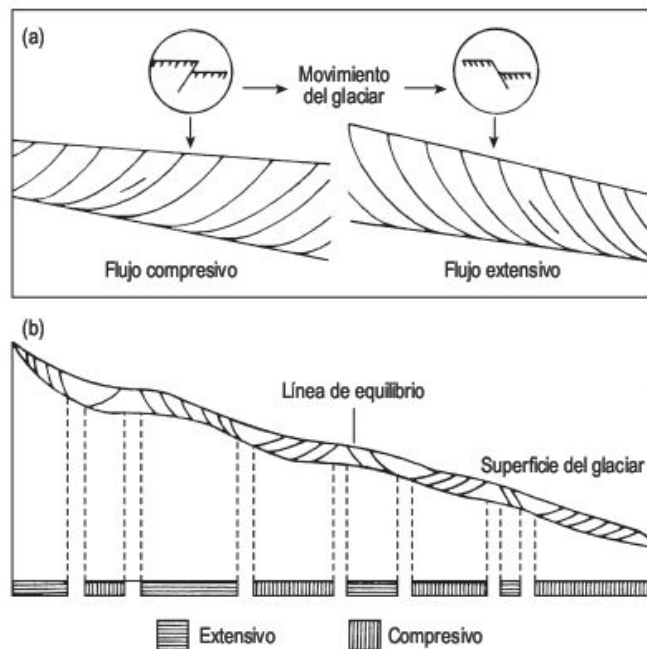 (a)
Movimiento
del glaciar
Flujo compresivo
Flujo extensivo
(b)
Línea de equilibrio
Superficie del glaciar
Extensivo
Compresivo